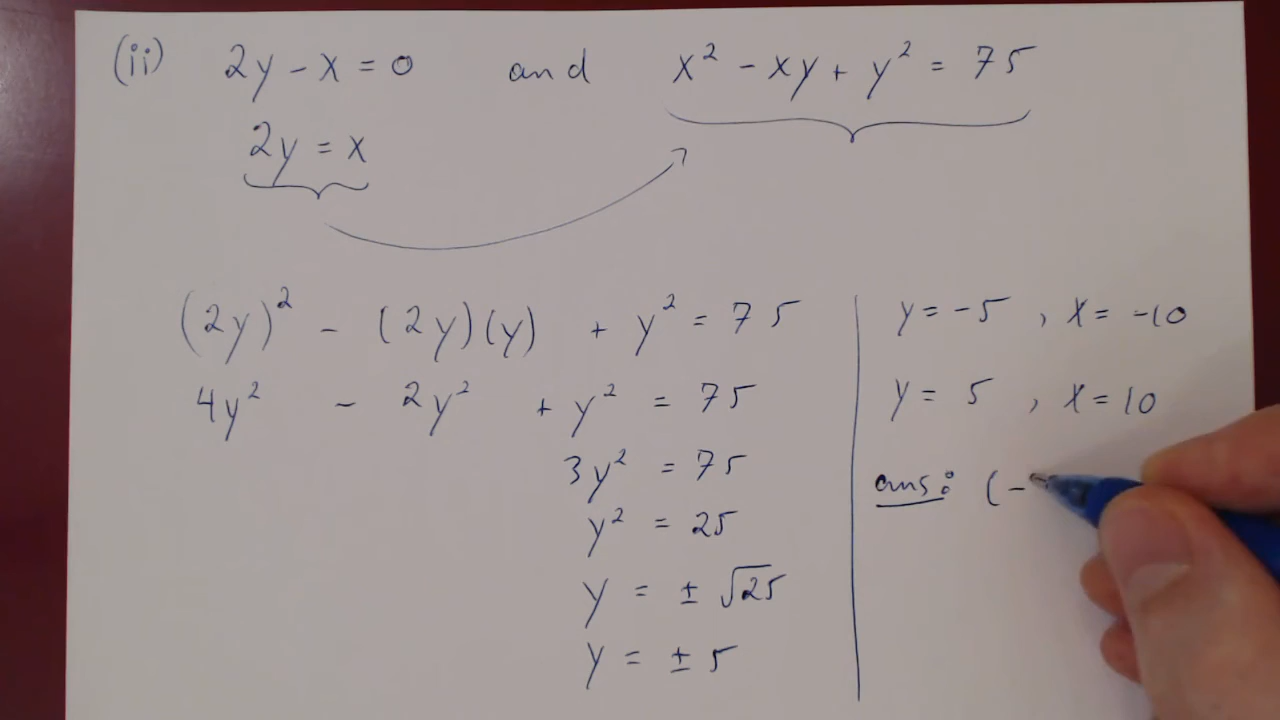 (ii) 2y - x = 0 and x² - xy + y² = 75
2y = x
(2y)² - (2y)(y) + y² = 75
4y² - 2y² + y² = 75
3y² = 75
y² = 25
y = ± √25
y = ± 5
y = -5 , x = -10
y = 5 , x = 10
ans: (-